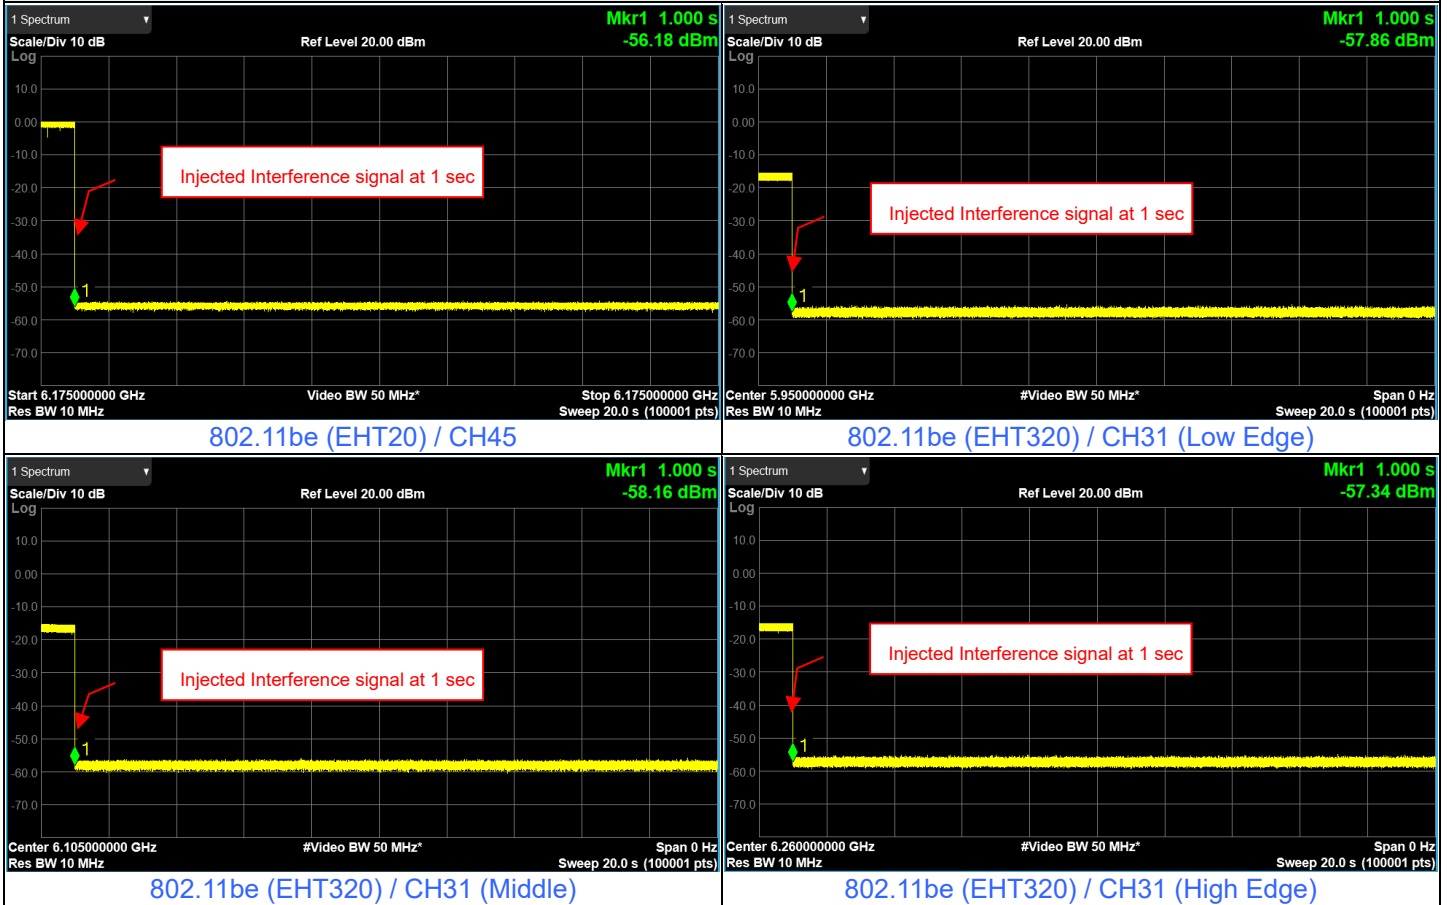 1 Spectrum ▼
Mkr1 1.000 s
Scale/Div 10 dB Ref Level 20.00 dBm -56.18 dBm
Log
10.0
0.00
-10.0
Injected Interference signal at 1 sec
-20.0
-30.0
-40.0
-50.0
1
-60.0
-70.0
Start 6.175000000 GHz Video BW 50 MHz* Stop 6.175000000 GHz
Res BW 10 MHz Sweep 20.0 s (100001 pts)
802.11be (EHT20) / CH45
1 Spectrum ▼
Mkr1 1.000 s
Scale/Div 10 dB Ref Level 20.00 dBm -57.86 dBm
Log
10.0
0.00
-10.0
-20.0
Injected Interference signal at 1 sec
-30.0
-40.0
-50.0
1
-60.0
-70.0
Center 5.950000000 GHz #Video BW 50 MHz* Span 0 Hz
Res BW 10 MHz Sweep 20.0 s (100001 pts)
802.11be (EHT320) / CH31 (Low Edge)
1 Spectrum ▼
Mkr1 1.000 s
Scale/Div 10 dB Ref Level 20.00 dBm -58.16 dBm
Log
10.0
0.00
-10.0
-20.0
-30.0
Injected Interference signal at 1 sec
-40.0
-50.0
1
-60.0
-70.0
Center 6.105000000 GHz #Video BW 50 MHz* Span 0 Hz
Res BW 10 MHz Sweep 20.0 s (100001 pts)
802.11be (EHT320) / CH31 (Middle)
1 Spectrum ▼
Mkr1 1.000 s
Scale/Div 10 dB Ref Level 20.00 dBm -57.34 dBm
Log
10.0
0.00
-10.0
-20.0
Injected Interference signal at 1 sec
-30.0
-40.0
-50.0
1
-60.0
-70.0
Center 6.260000000 GHz #Video BW 50 MHz* Span 0 Hz
Res BW 10 MHz Sweep 20.0 s (100001 pts)
802.11be (EHT320) / CH31 (High Edge)